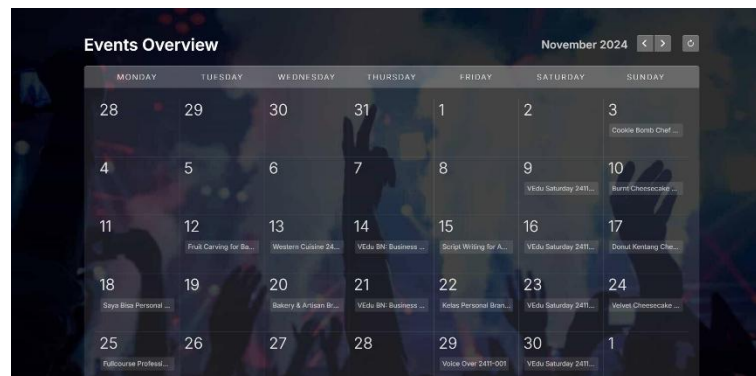 Events Overview
November 2024
MONDAY TUESDAY WEDNESDAY THURSDAY FRIDAY SATURDAY SUNDAY
28 29 30 31 1 2 3
Cookie Bomb Chef ...
4 5 6 7 8 9 10
VEdu Saturday 2411... Burnt Cheesecake ...
11 12 13 14 15 16 17
Fruit Carving for Ba... Western Cuisine 24... VEdu BN: Business ... Script Writing for A... VEdu Saturday 2411... Donut Kentang Che...
18 19 20 21 22 23 24
Saya Bisa Personal ... Bakery & Artisan Br... VEdu BN: Business ... Kelas Personal Bran... VEdu Saturday 2411... Velvet Cheesecake ...
25 26 27 28 29 30 1
Fullcourse Professi... Voice Over 2411-001 VEdu Saturday 2411...